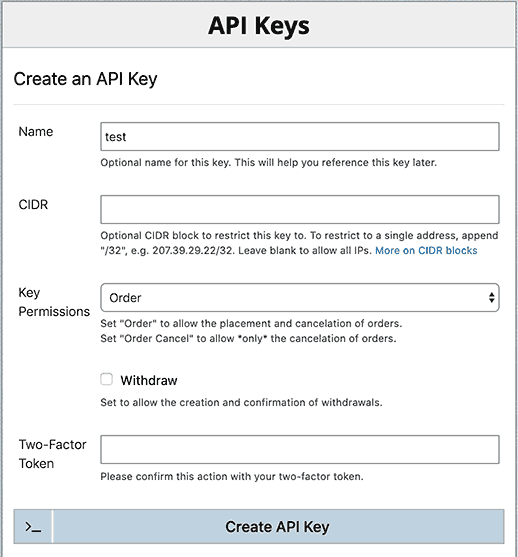 API Keys
Create an API Key
Name
test
Optional name for this key. This will help you reference this key later.
CIDR
Optional CIDR block to restrict this key to. To restrict to a single address, append
"/32", e.g. 207.39.29.22/32. Leave blank to allow all IPs. More on CIDR blocks
Key
Permissions
Order
Set "Order" to allow the placement and cancelation of orders.
Set "Order Cancel" to allow *only* the cancelation of orders.
Withdraw
Set to allow the creation and confirmation of withdrawals.
Two-Factor
Token
Please confirm this action with your two-factor token.
>_ Create API Key